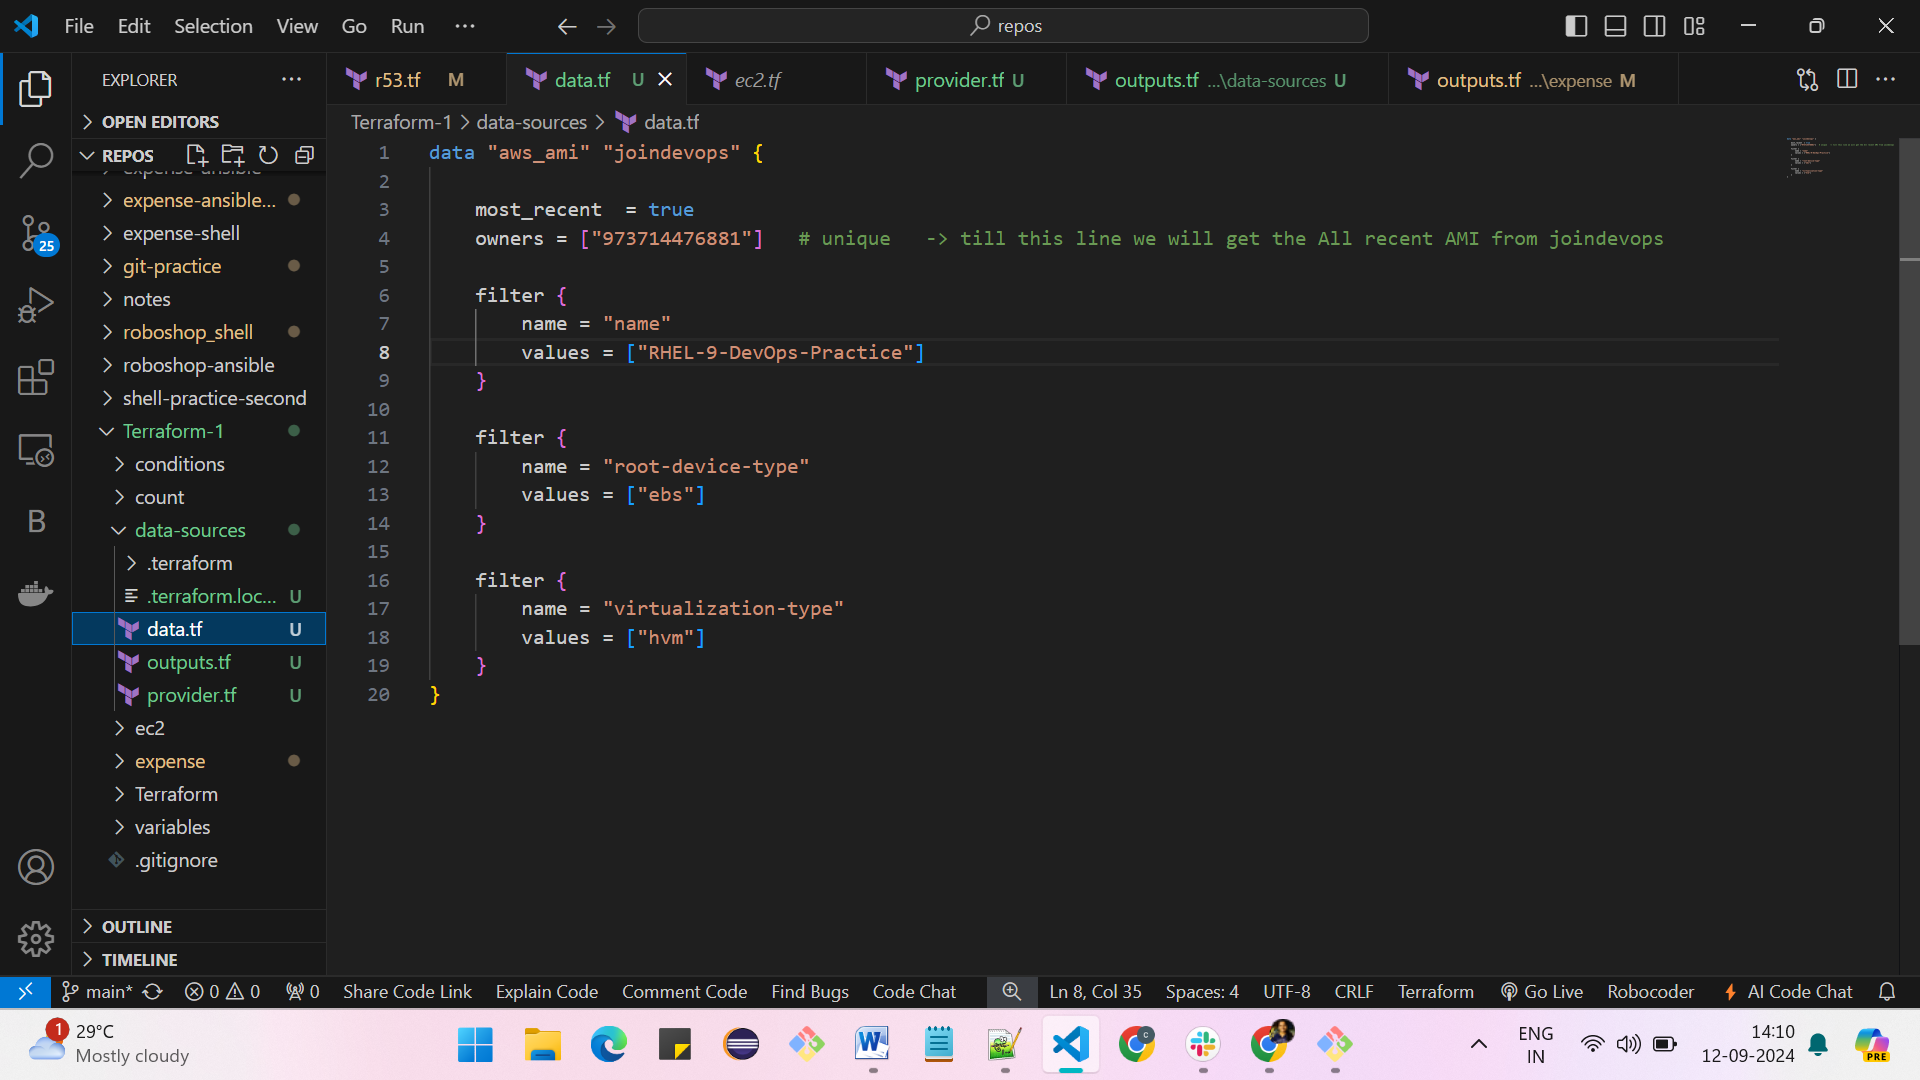 File Edit Selection View Go Run ···
repos
EXPLORER ···
OPEN EDITORS
REPOS
expense-ansible
expense-ansible...
expense-shell
git-practice
notes
roboshop_shell
roboshop-ansible
shell-practice-second
Terraform-1
conditions
count
data-sources
.terraform
.terraform.loc... U
data.tf U
outputs.tf U
provider.tf U
ec2
expense
Terraform
variables
.gitignore
OUTLINE
TIMELINE
25
B
r53.tf M data.tf U ec2.tf provider.tf U outputs.tf ...\data-sources U outputs.tf ...\expense M ···
Terraform-1 > data-sources > data.tf
1 data "aws_ami" "joindevops" {
2
3 most_recent  = true
4 owners = ["973714476881"]   # unique   -> till this line we will get the All recent AMI from joindevops
5
6 filter {
7 name = "name"
8 values = ["RHEL-9-DevOps-Practice"]
9 }
10
11 filter {
12 name = "root-device-type"
13 values = ["ebs"]
14 }
15
16 filter {
17 name = "virtualization-type"
18 values = ["hvm"]
19 }
20 }
main* 0 0 0 Share Code Link Explain Code Comment Code Find Bugs Code Chat Ln 8, Col 35 Spaces: 4 UTF-8 CRLF Terraform Go Live Robocoder AI Code Chat
1 29°C
Mostly cloudy
ENG
IN
14:10
12-09-2024
PRE